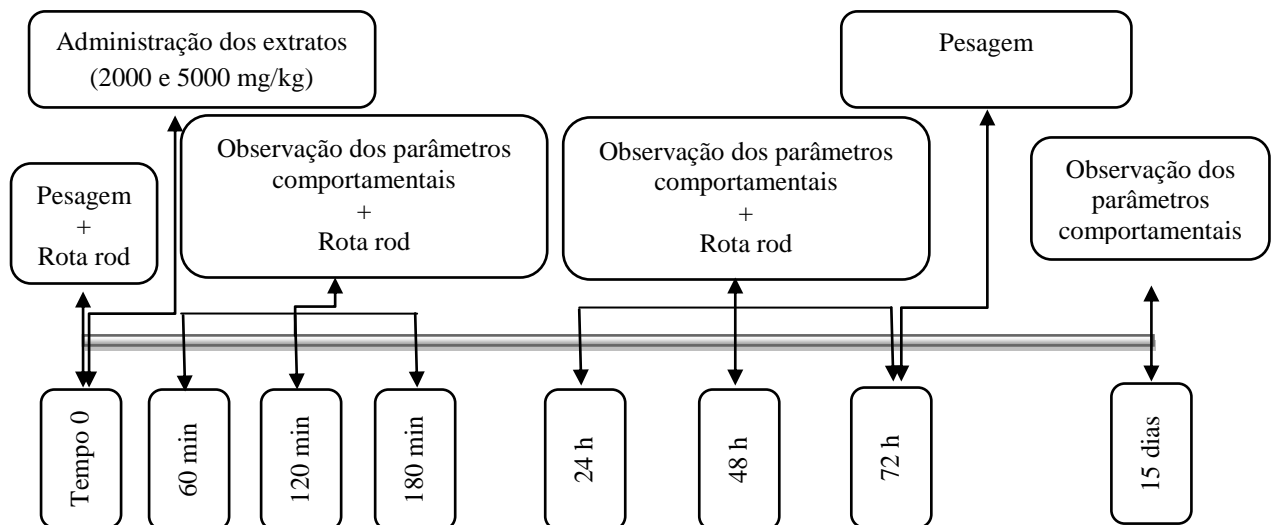 Administração dos extratos
(2000 e 5000 mg/kg)
Pesagem
Observação dos parâmetros
comportamentais
+
Rota rod
Observação dos parâmetros
comportamentais
+
Rota rod
Observação dos
parâmetros
comportamentais
Pesagem
+
Rota rod
Tempo 0
60 min
120 min
180 min
24 h
48 h
72 h
15 dias